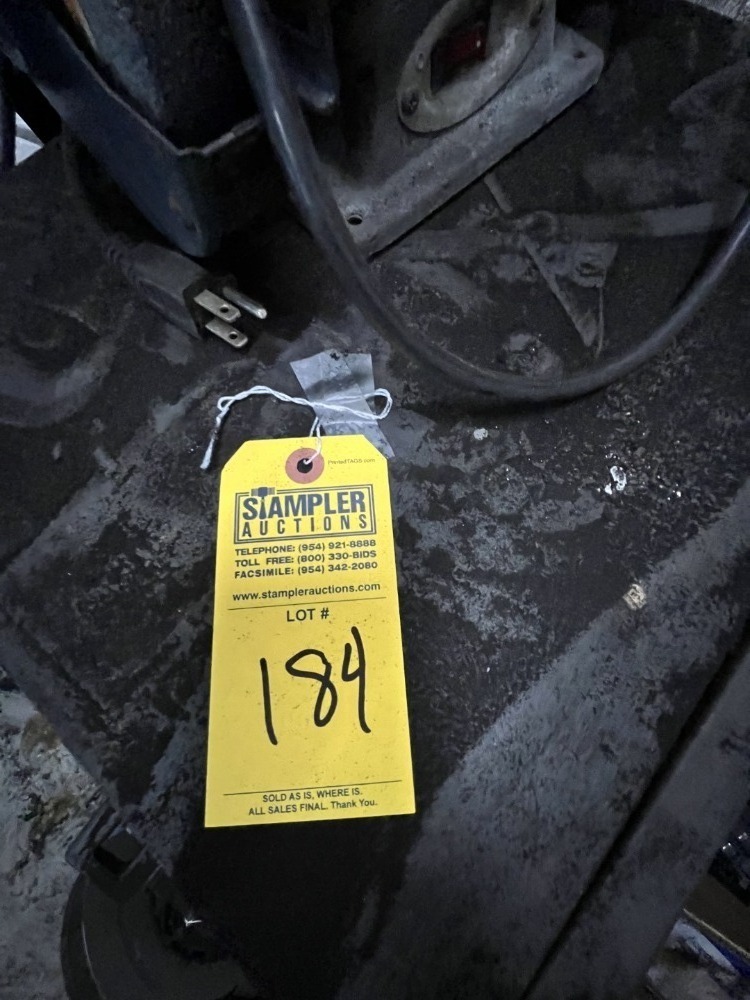 PrintedTAGS.com
STAMPLER
AUCTIONS
TELEPHONE: (954) 921-8888
TOLL FREE: (800) 330-BIDS
FACSIMILE: (954) 342-2080
www.stamplerauctions.com
LOT #
184
SOLD AS IS, WHERE IS.
ALL SALES FINAL. Thank You.